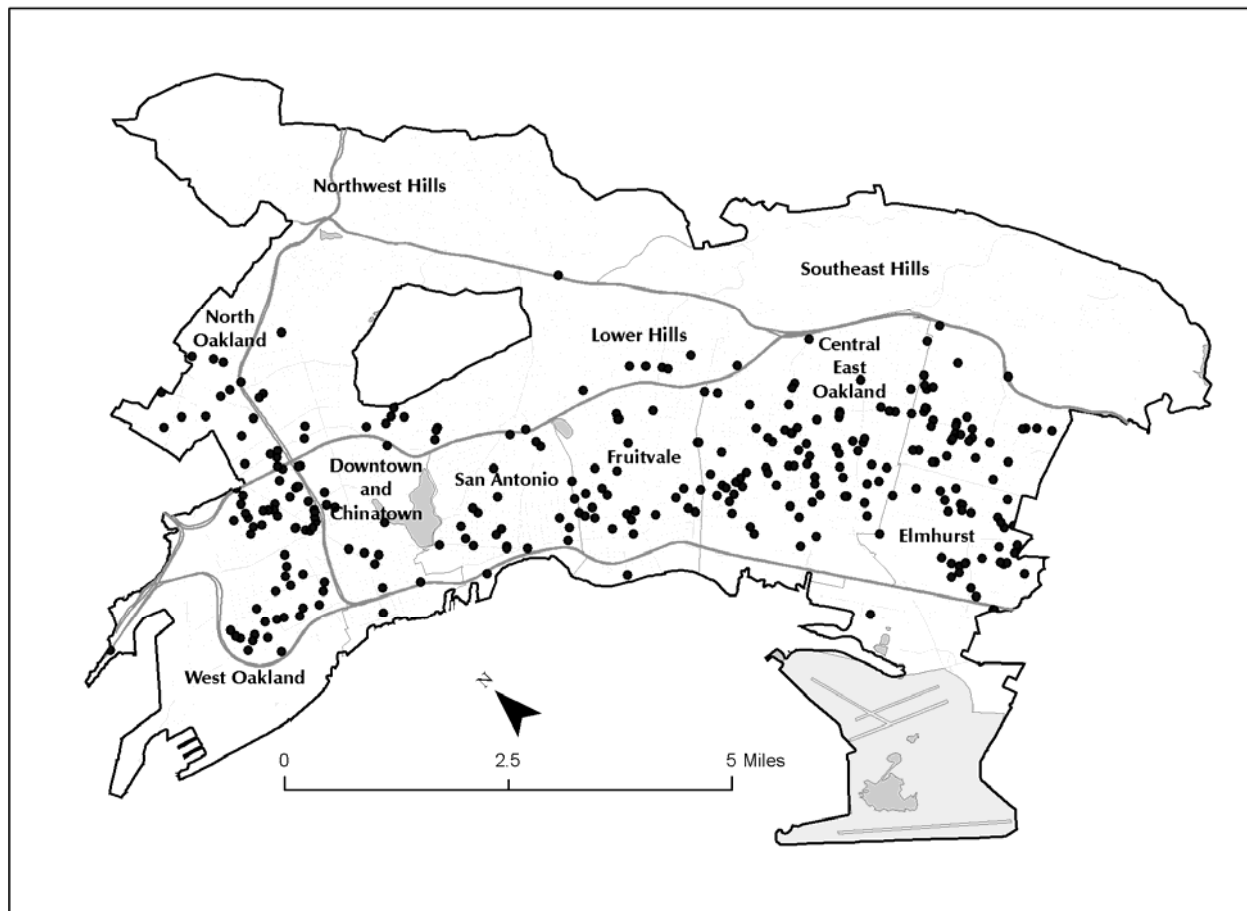 Northwest Hills
Southeast Hills
North
Oakland
Lower Hills
Central
East
Oakland
Downtown
and
Chinatown
San Antonio
Fruitvale
Elmhurst
West Oakland
N
0 2.5 5 Miles